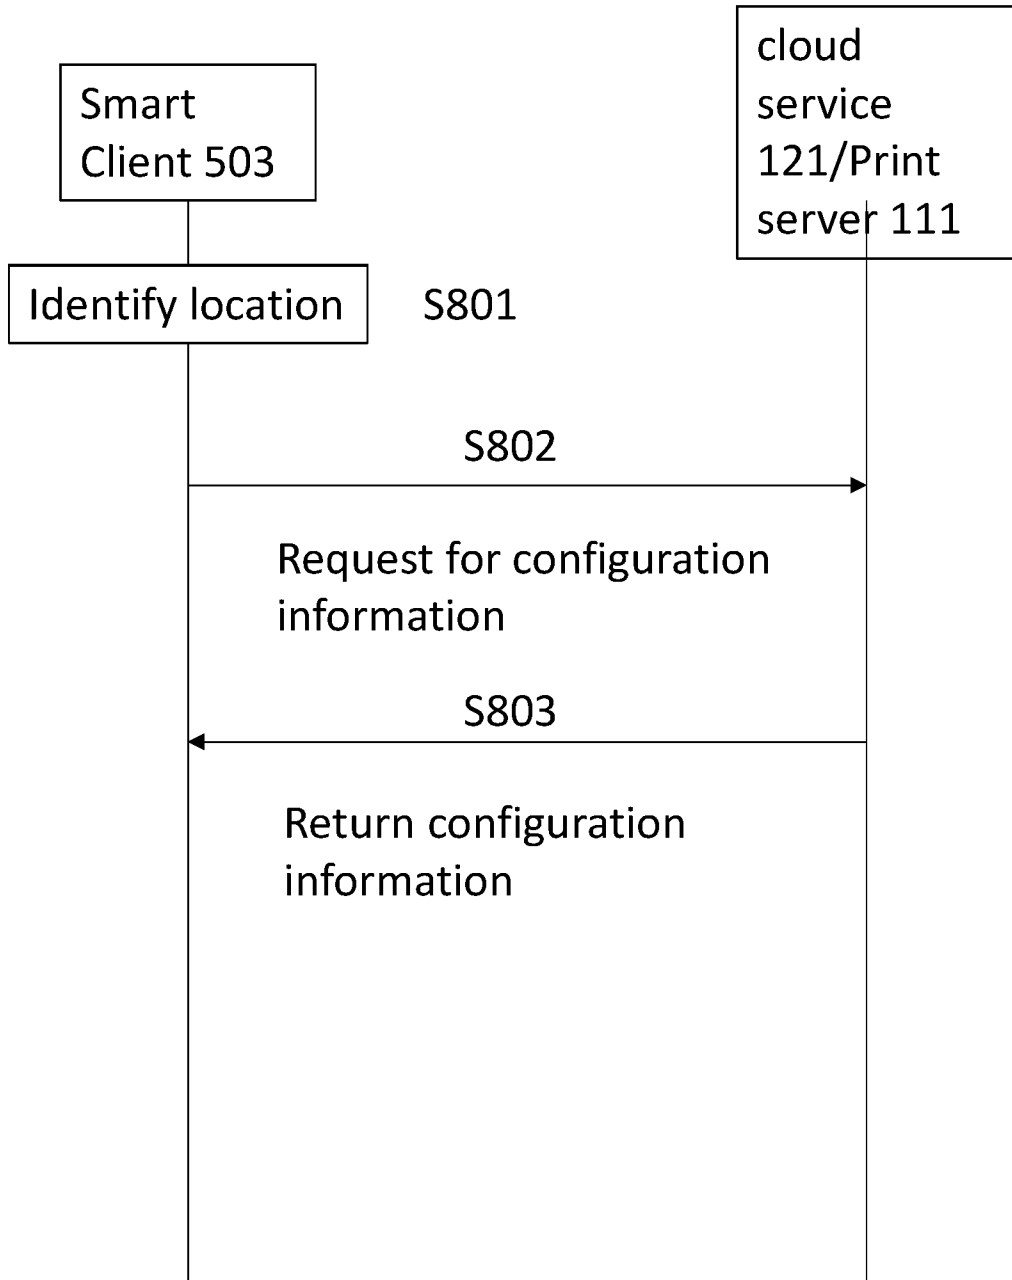 Smart
Client 503
cloud
service
121/Print
server 111
Identify location
S801
S802
Request for configuration
information
S803
Return configuration
information